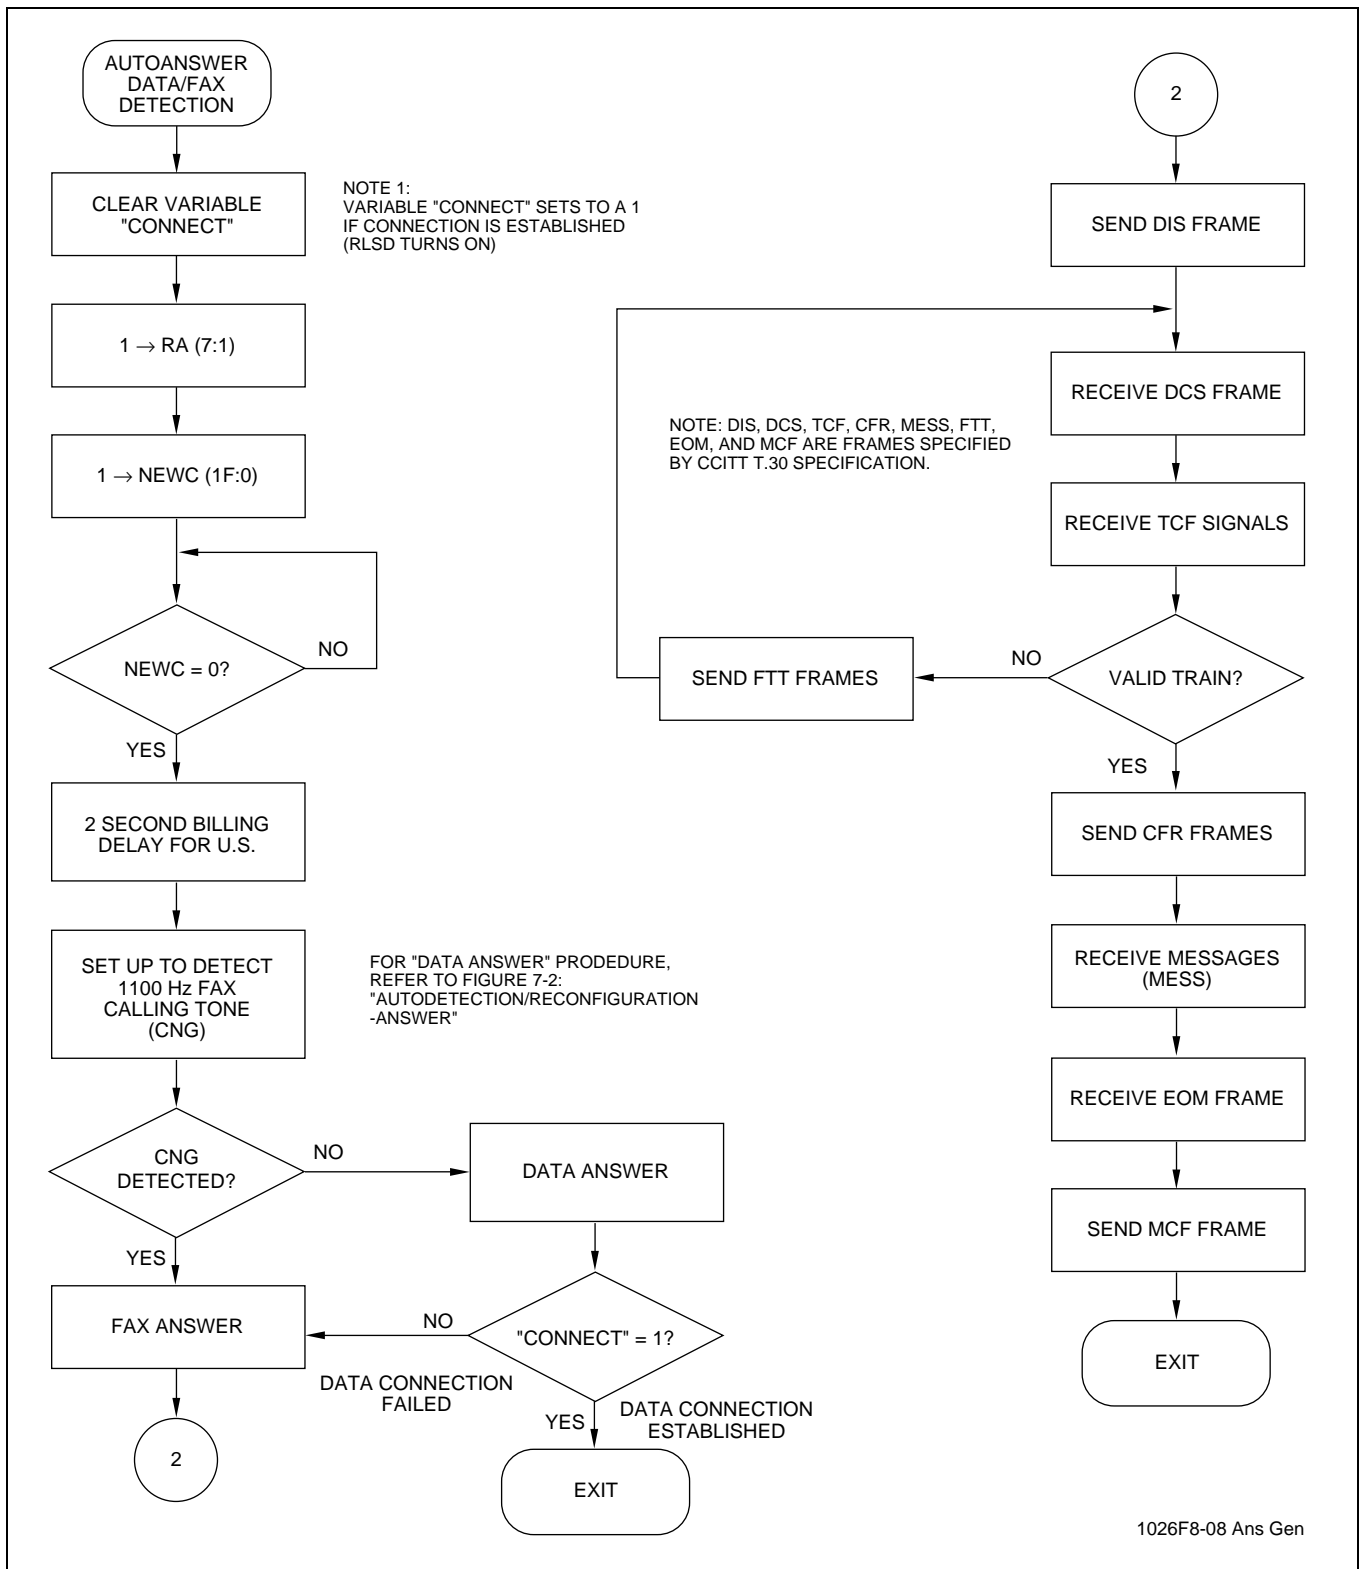 AUTOANSWER
DATA/FAX
DETECTION
CLEAR VARIABLE
"CONNECT"
NOTE 1:
VARIABLE "CONNECT" SETS TO A 1
IF CONNECTION IS ESTABLISHED
(RLSD TURNS ON)
1 → RA (7:1)
1 → NEWC (1F:0)
NEWC = 0?
NO
YES
2 SECOND BILLING
DELAY FOR U.S.
SET UP TO DETECT
1100 Hz FAX
CALLING TONE
(CNG)
FOR "DATA ANSWER" PRODEDURE,
REFER TO FIGURE 7-2:
"AUTODETECTION/RECONFIGURATION
-ANSWER"
CNG
DETECTED?
NO
YES
DATA ANSWER
FAX ANSWER
NO
"CONNECT" = 1?
DATA CONNECTION
FAILED
YES
DATA CONNECTION
ESTABLISHED
2
EXIT
2
SEND DIS FRAME
RECEIVE DCS FRAME
NOTE: DIS, DCS, TCF, CFR, MESS, FTT,
EOM, AND MCF ARE FRAMES SPECIFIED
BY CCITT T.30 SPECIFICATION.
RECEIVE TCF SIGNALS
VALID TRAIN?
NO
SEND FTT FRAMES
YES
SEND CFR FRAMES
RECEIVE MESSAGES
(MESS)
RECEIVE EOM FRAME
SEND MCF FRAME
EXIT
1026F8-08 Ans Gen